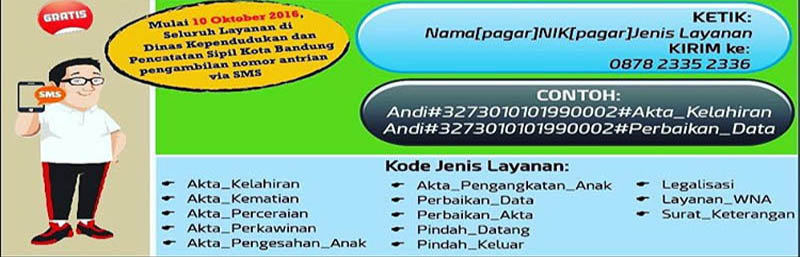 GRATIS
SMS
Mulai 10 Oktober 2016,
Seluruh Layanan di
Dinas Kependudukan dan
Pencatatan Sipil Kota Bandung
pengambilan nomor antrian
via SMS
KETIK:
Nama[pagar]NIK[pagar]Jenis Layanan
KIRIM ke:
0878 2335 2336
CONTOH:
Andi#3273010101990002#Akta_Kelahiran
Andi#3273010101990002#Perbaikan_Data
Kode Jenis Layanan:
☛ Akta_Kelahiran
☛ Akta_Kematian
☛ Akta_Perceraian
☛ Akta_Perkawinan
☛ Akta_Pengesahan_Anak
☛ Akta_Pengangkatan_Anak
☛ Perbaikan_Data
☛ Perbaikan_Akta
☛ Pindah_Datang
☛ Pindah_Keluar
☛ Legalisasi
☛ Layanan_WNA
☛ Surat_Keterangan